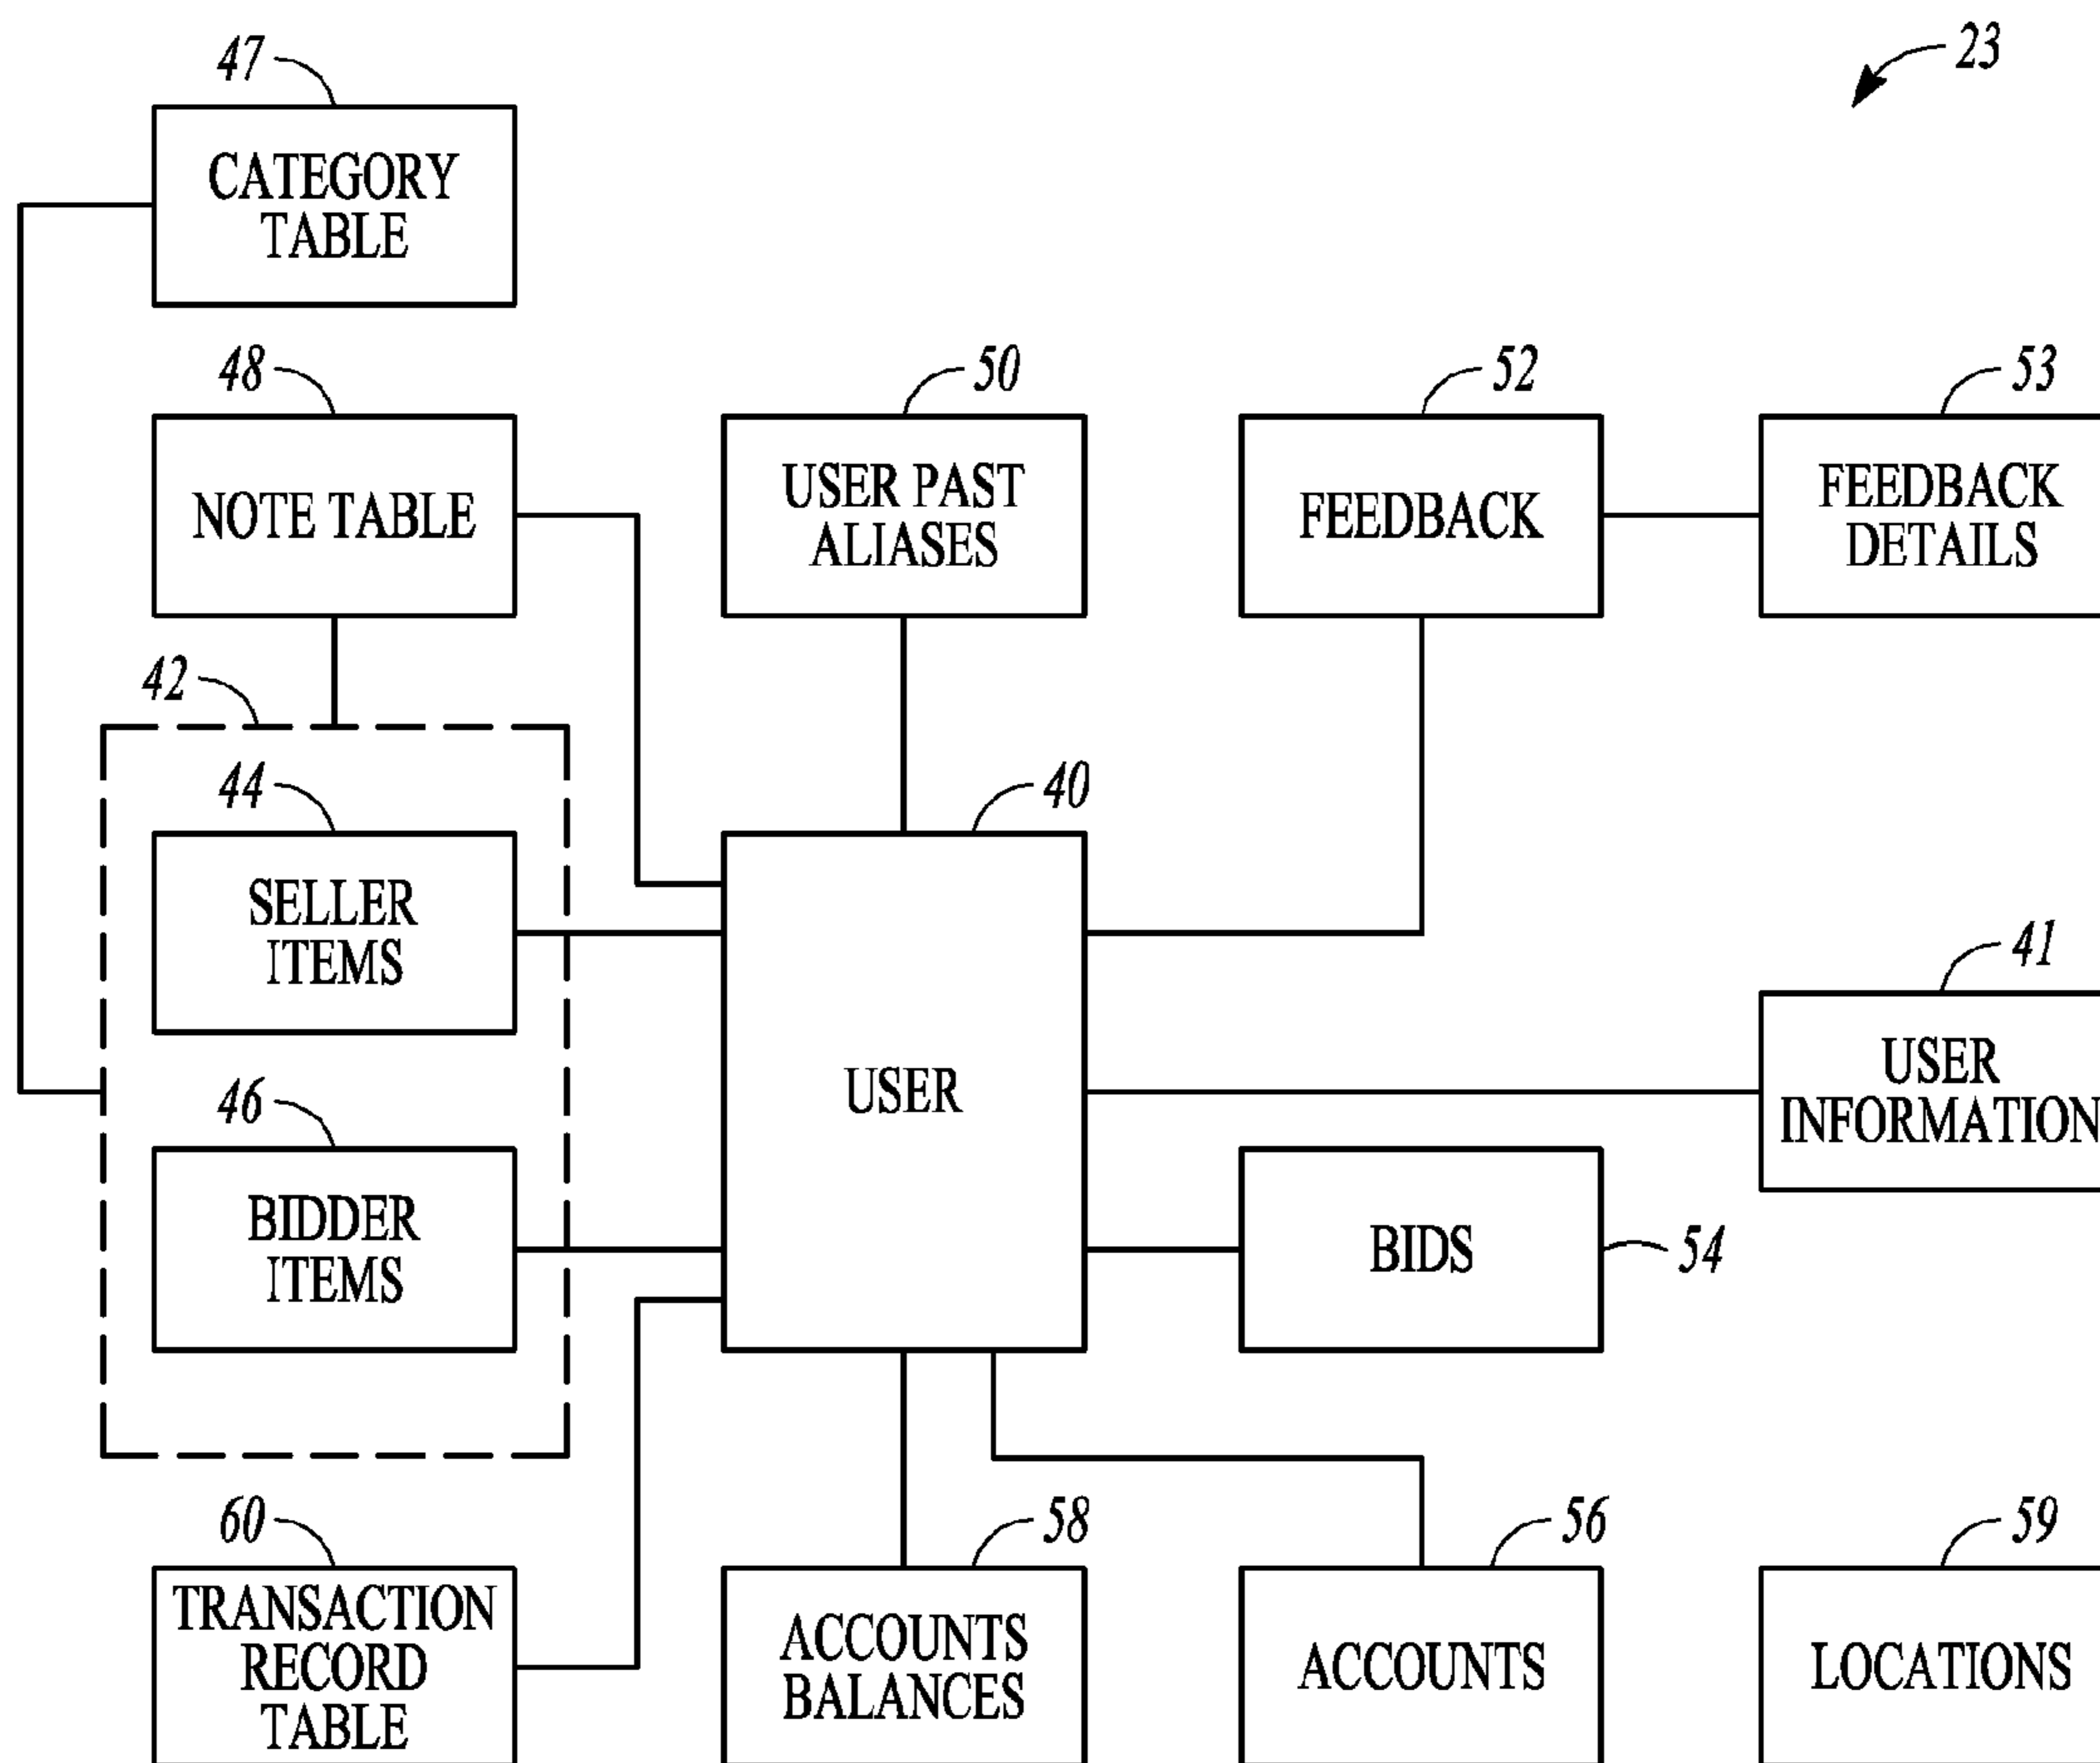 23
47
CATEGORY
TABLE
48
NOTE TABLE
50
USER PAST
ALIASES
52
FEEDBACK
53
FEEDBACK
DETAILS
42
44
SELLER
ITEMS
40
USER
41
USER
INFORMATION
46
BIDDER
ITEMS
BIDS
54
60
TRANSACTION
RECORD
TABLE
58
ACCOUNTS
BALANCES
56
ACCOUNTS
59
LOCATIONS